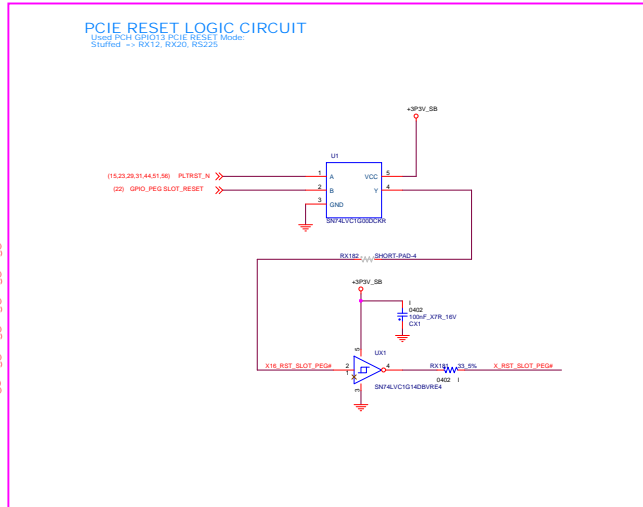 PCIE RESET LOGIC CIRCUIT
Used PCH GPIO13 PCIE RESET Mode:
Stuffed -> RX12, RX20, RS225
+3P3V_SB
U1
(15,23,29,31,44,51,56) PLTRST_N
1 A VCC 5
(22) GPIO_PEG SLOT_RESET
2 B Y 4
3 GND
SN74LVC1G00DCKR
RX182 SHORT-PAD-4
+3P3V_SB
I
0402
100nF_X7R_16V
CX1
5
UX1
X16_RST_SLOT_PEG#
2
1
4
RX181 33_5%
X_RST_SLOT_PEG#
0402 I
SN74LVC1G14DBVRE4
3